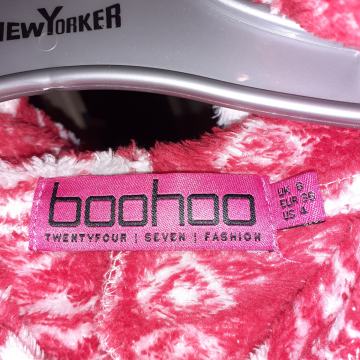 NEWYORKER
boohoo
TWENTYFOUR | SEVEN | FASHION
UK 8
EUR 36
US 4